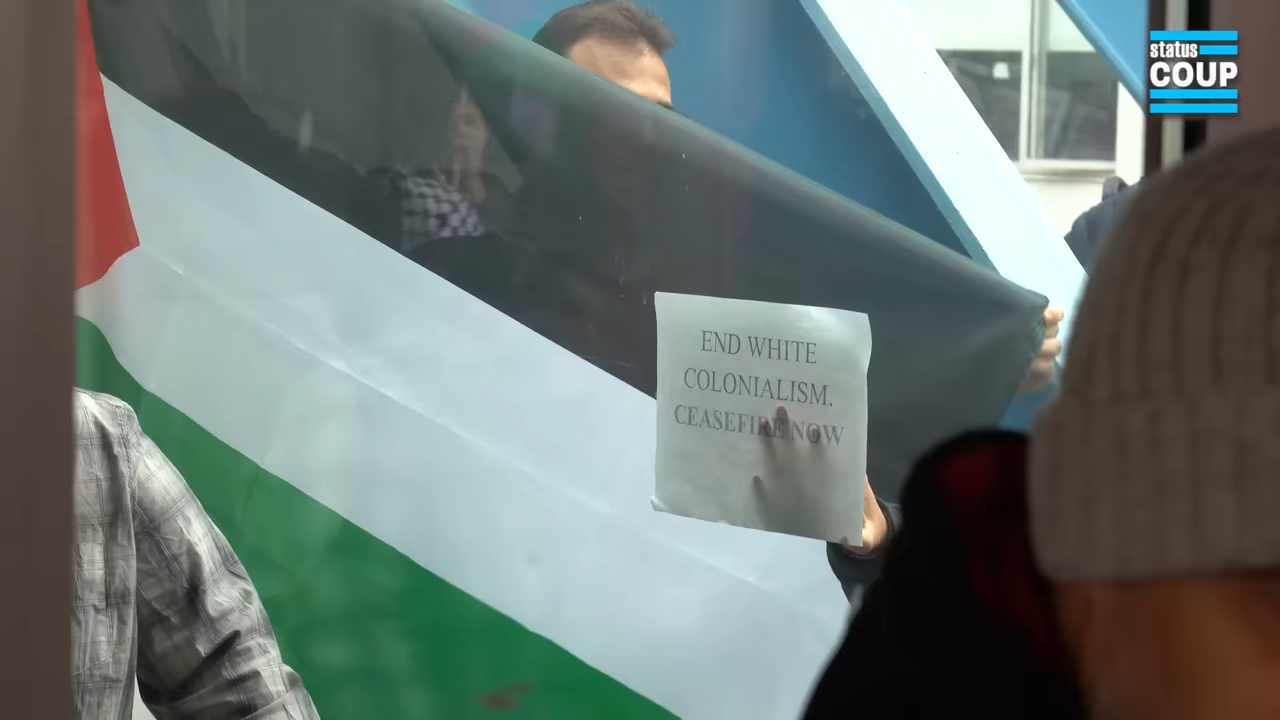 status
COUP
END WHITE
COLONIALISM.
CEASEFIRE NOW